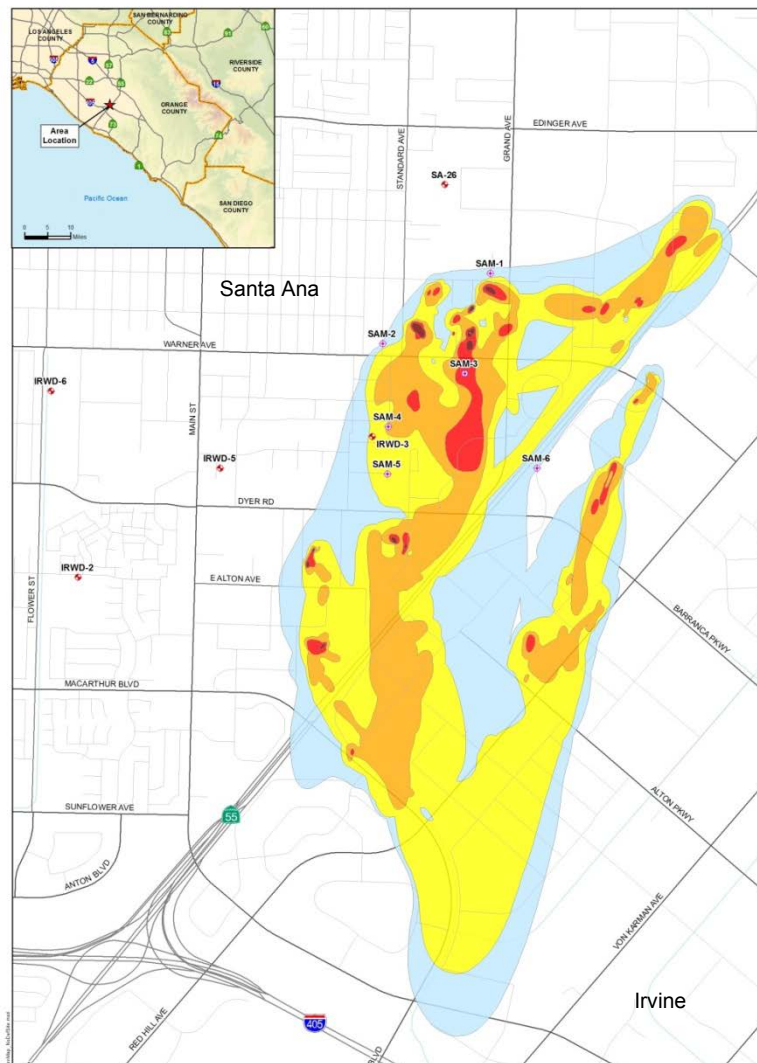 SAN BERNARDINO
COUNTY
LOS ANGELES
COUNTY
RIVERSIDE
COUNTY
ORANGE
COUNTY
Area
Location
Pacific Ocean
SAN DIEGO
COUNTY
0 5 10
Miles
EDINGER AVE
STANDARD AVE
GRAND AVE
SA-26
SAM-1
Santa Ana
SAM-2
WARNER AVE
SAM-3
IRWD-6
MAIN ST
SAM-4
IRWD-3
IRWD-5
SAM-5
SAM-6
DYER RD
E ALTON AVE
IRWD-2
FLOWER ST
BARRANCA PKWY
MACARTHUR BLVD
ALTON PKWY
SUNFLOWER AVE
55
ANTON BLVD
VON KARMAN AVE
Irvine
RED HILL AVE
405
BLVD